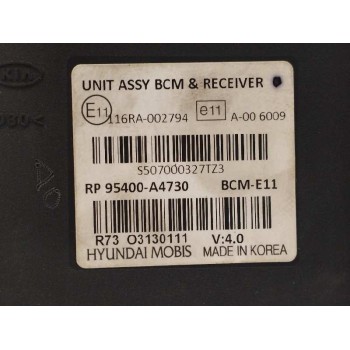 KIA
UNIT ASSY BCM & RECEIVER
E11 116RA-002794 e11 A-00 6009
S507000327TZ3
RP 95400-A4730 BCM-E11
R73 O3130111 V:4.0
HYUNDAI MOBIS MADE IN KOREA